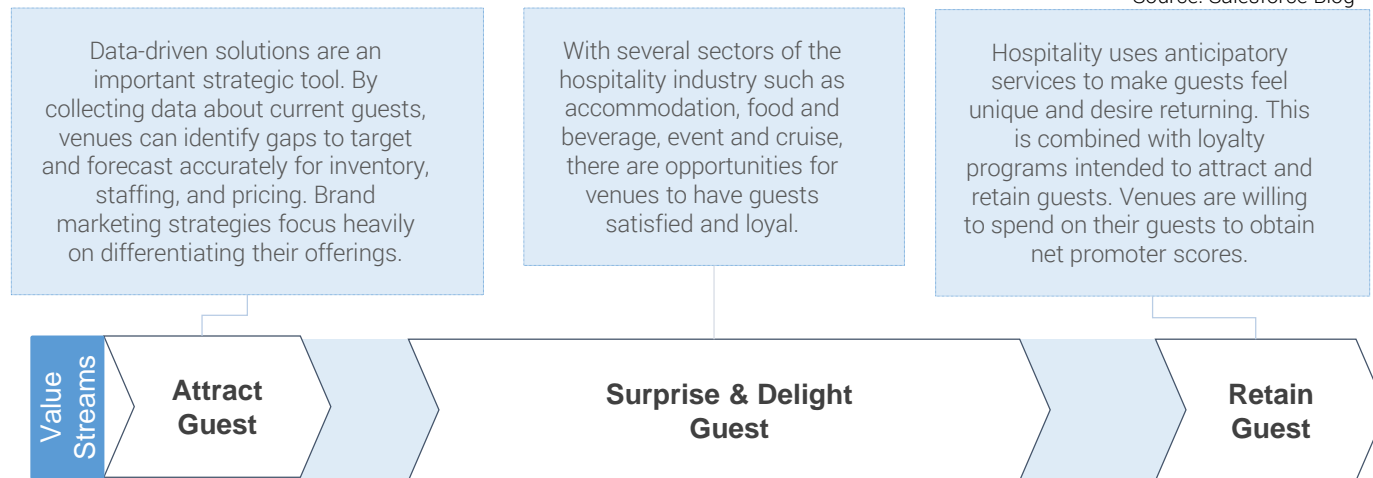 Source: Salesforce Blog
Data-driven solutions are an
important strategic tool. By
collecting data about current guests,
venues can identify gaps to target
and forecast accurately for inventory,
staffing, and pricing. Brand
marketing strategies focus heavily
on differentiating their offerings.
With several sectors of the
hospitality industry such as
accommodation, food and
beverage, event and cruise,
there are opportunities for
venues to have guests
satisfied and loyal.
Hospitality uses anticipatory
services to make guests feel
unique and desire returning. This
is combined with loyalty
programs intended to attract and
retain guests. Venues are willing
to spend on their guests to obtain
net promoter scores.
Value
Streams
Attract
Guest
Surprise & Delight
Guest
Retain
Guest